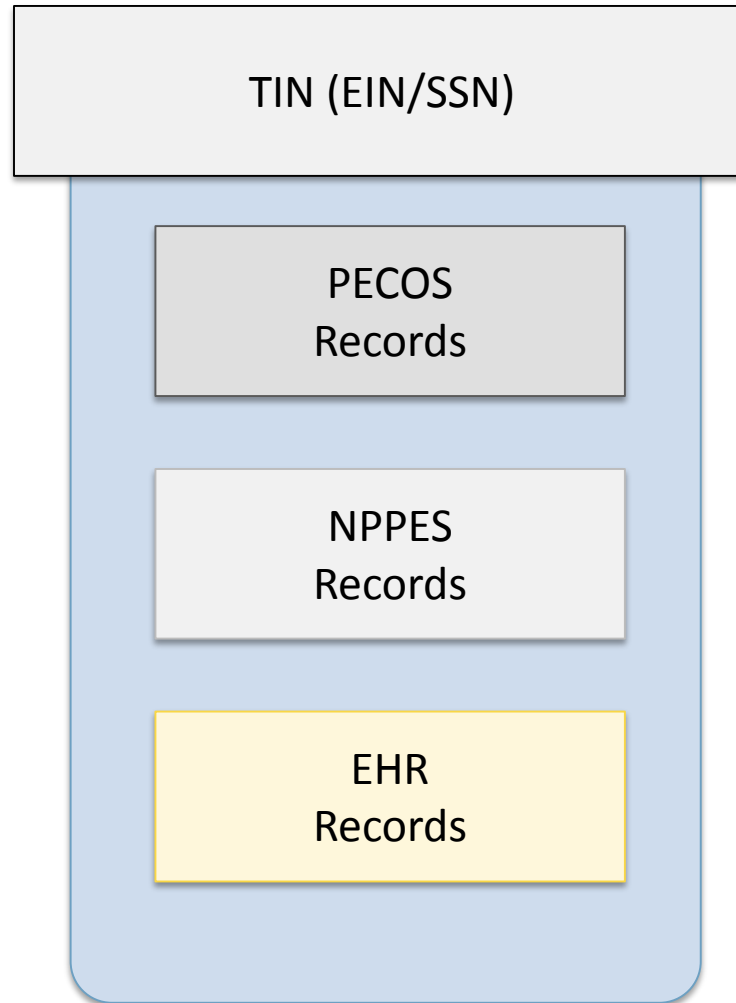 TIN (EIN/SSN)
PECOS
Records
NPPES
Records
EHR
Records